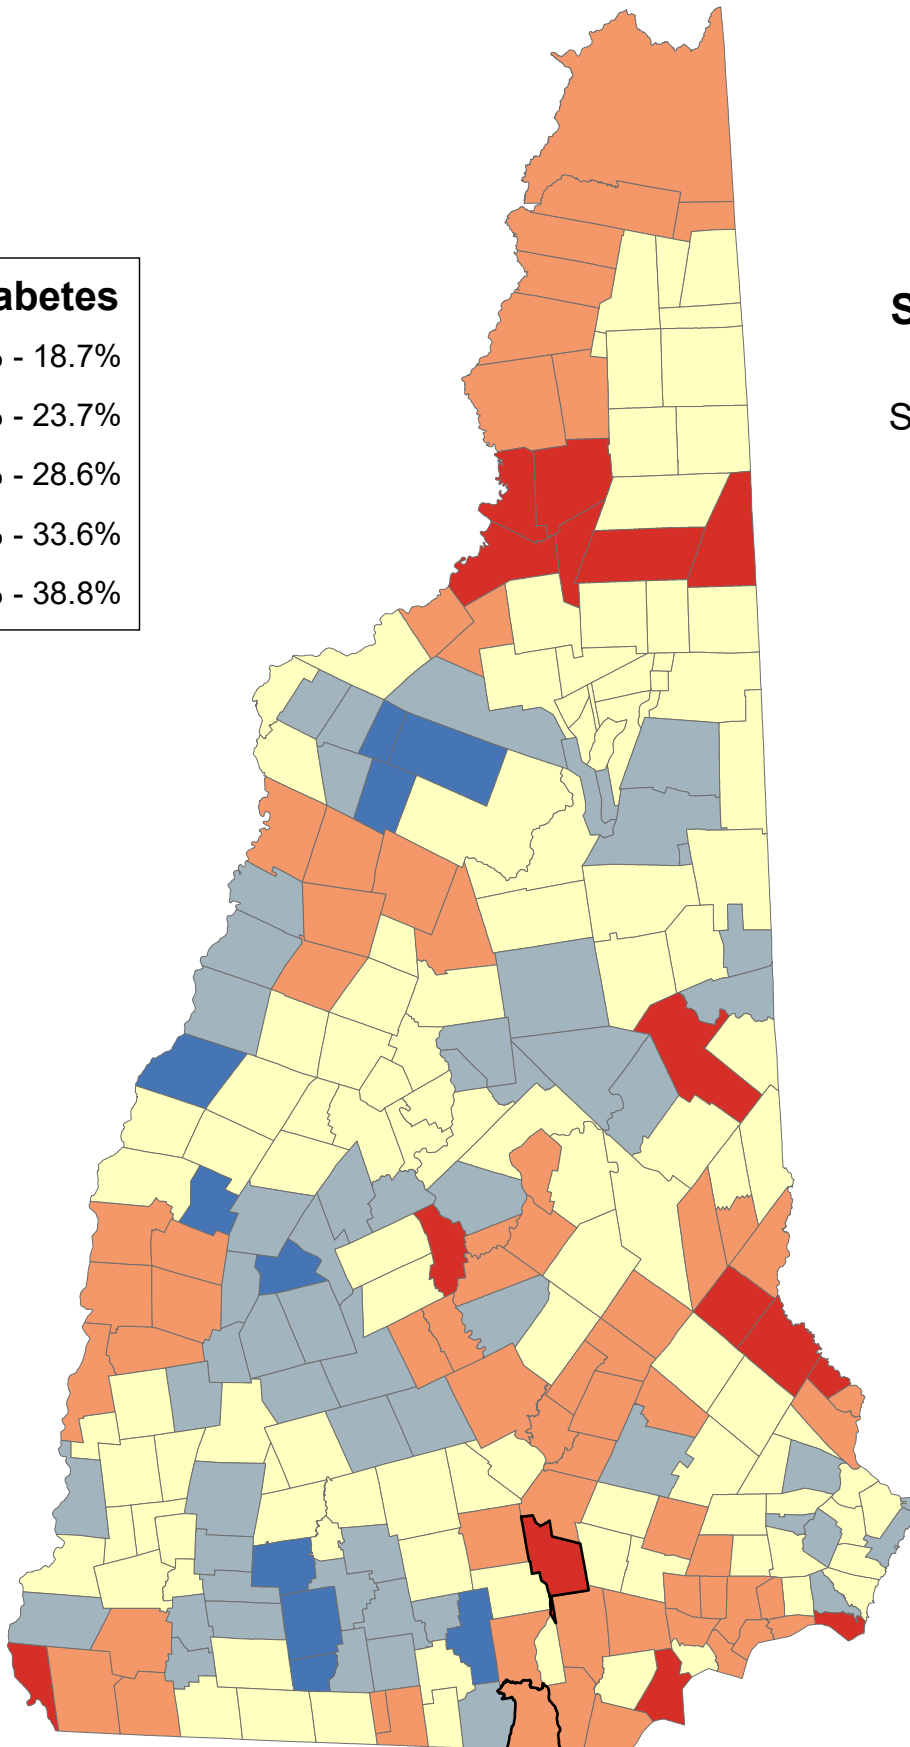 abetes
% - 18.7%
% - 23.7%
% - 28.6%
% - 33.6%
% - 38.8%
S
S